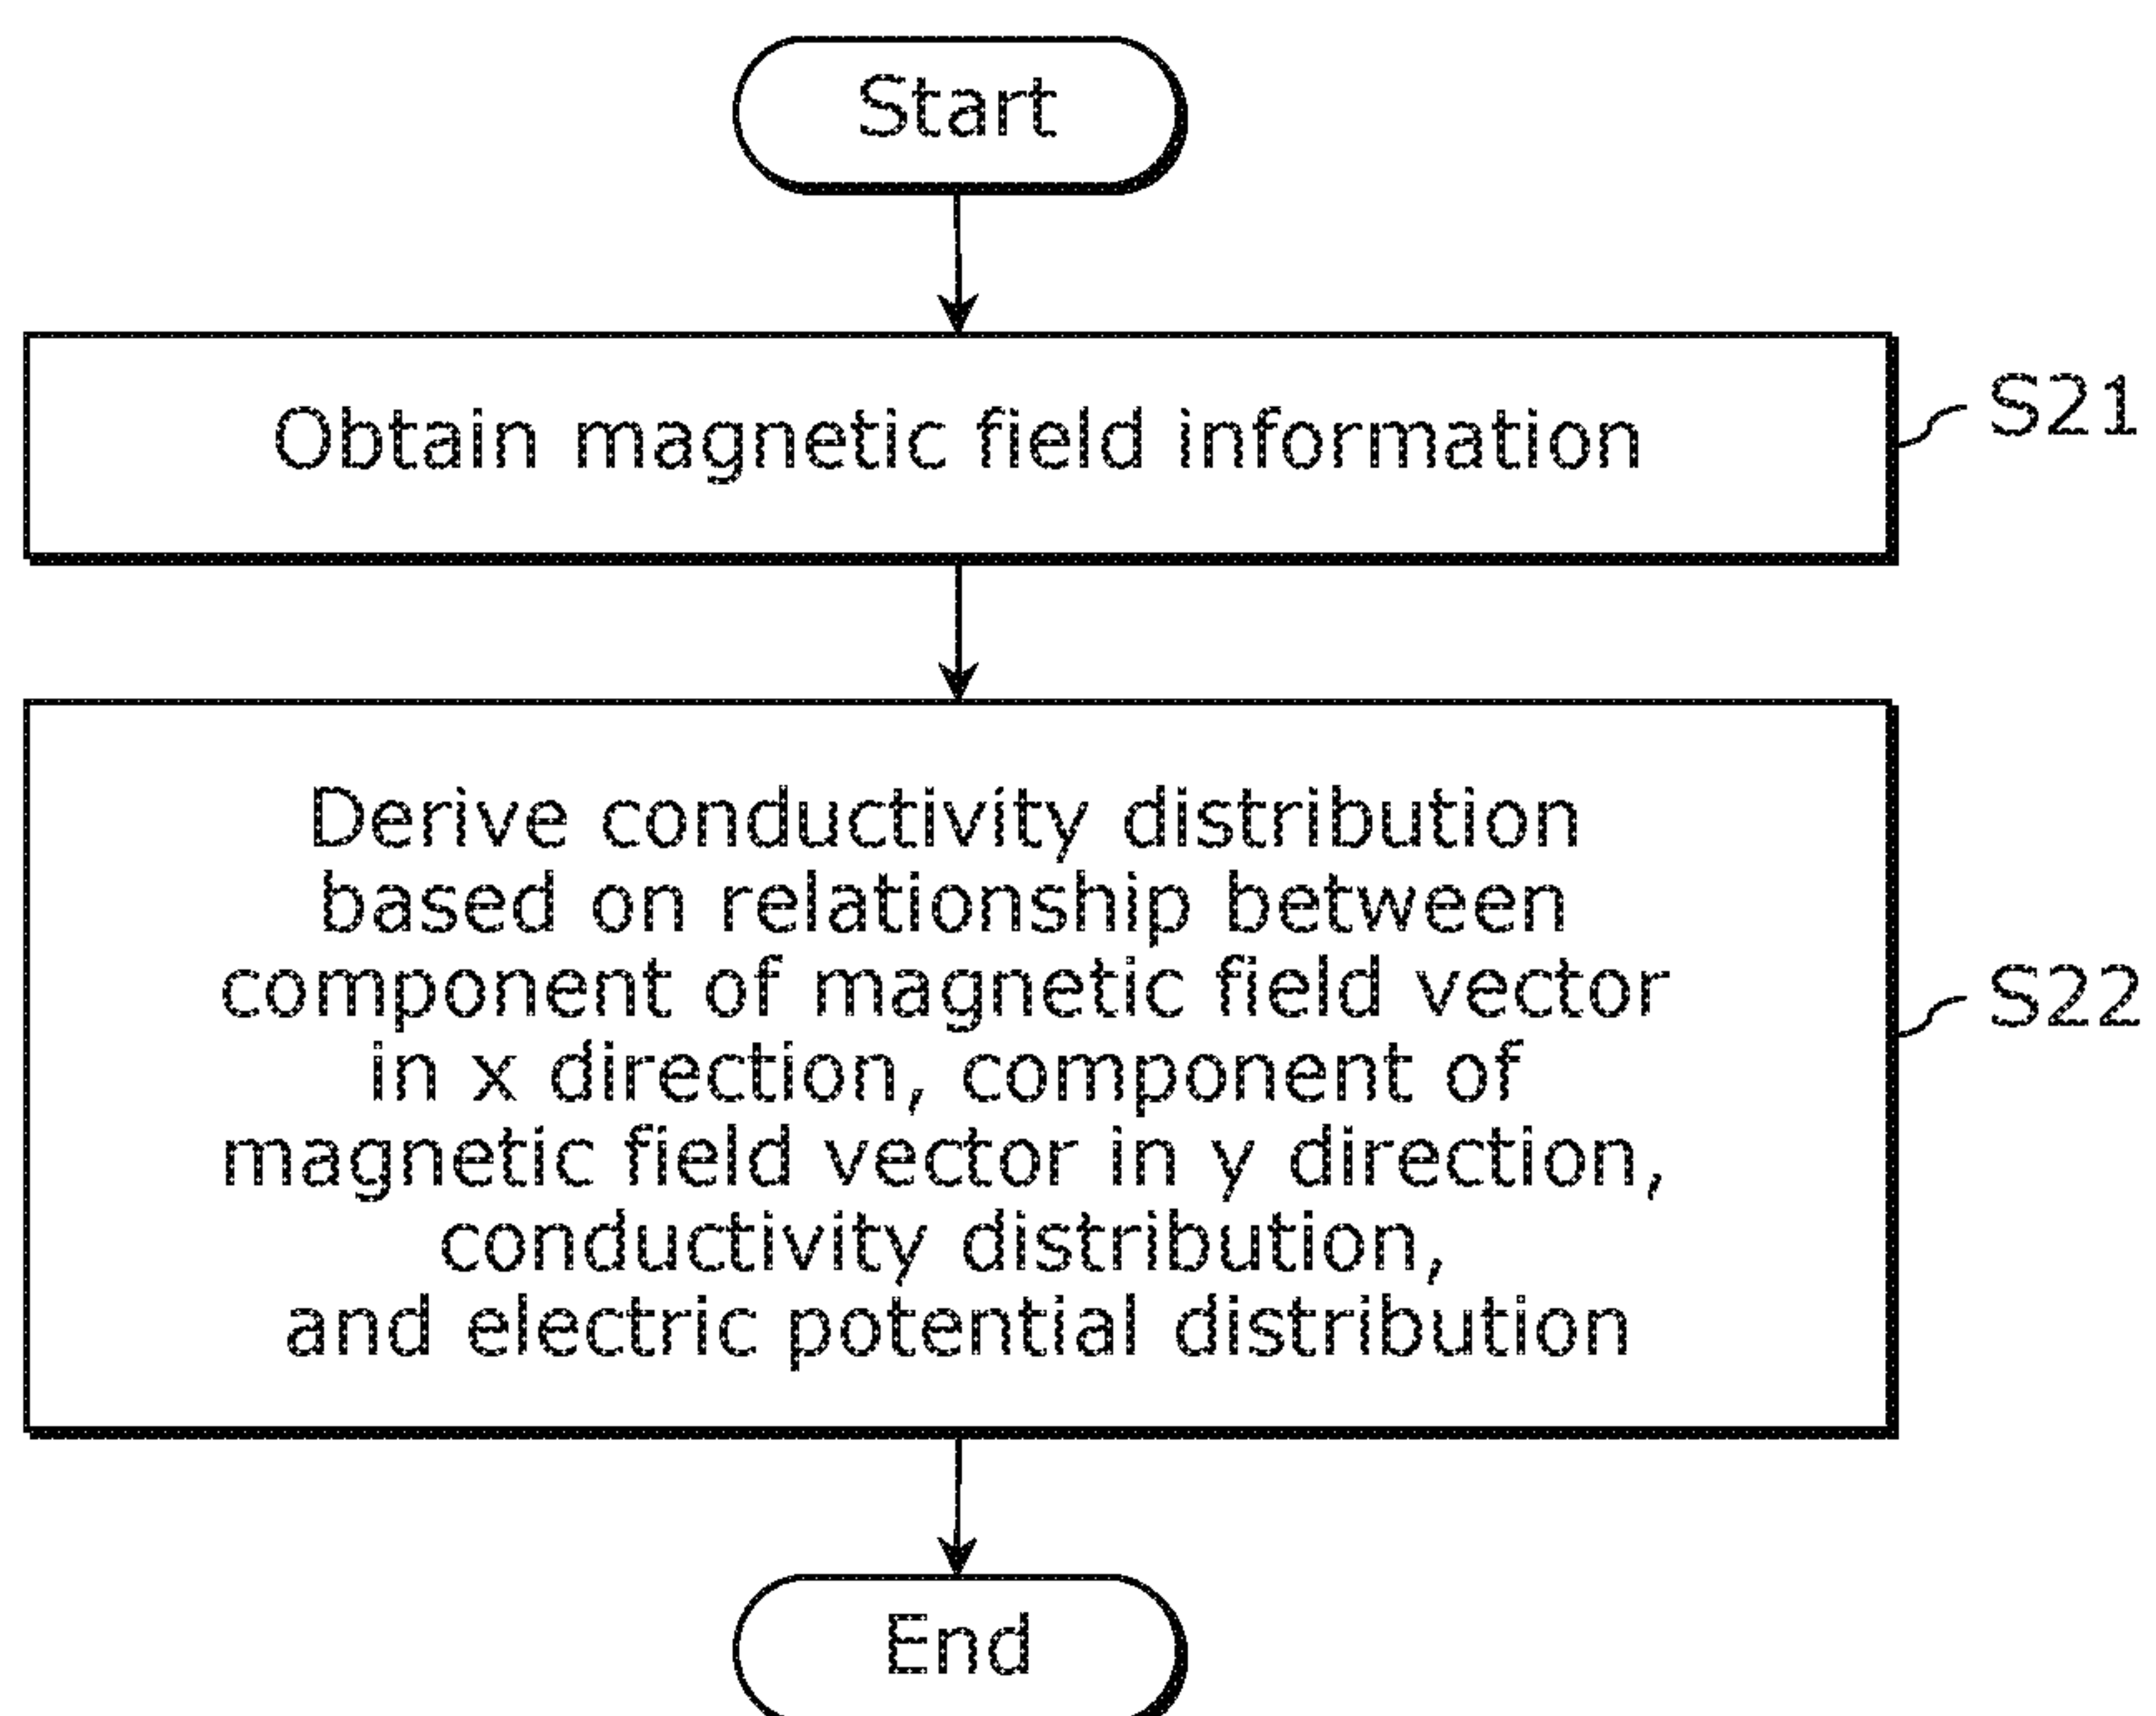 Start
Obtain magnetic field information
S21
Derive conductivity distribution
based on relationship between
component of magnetic field vector
in x direction, component of
magnetic field vector in y direction,
conductivity distribution,
and electric potential distribution
S22
End